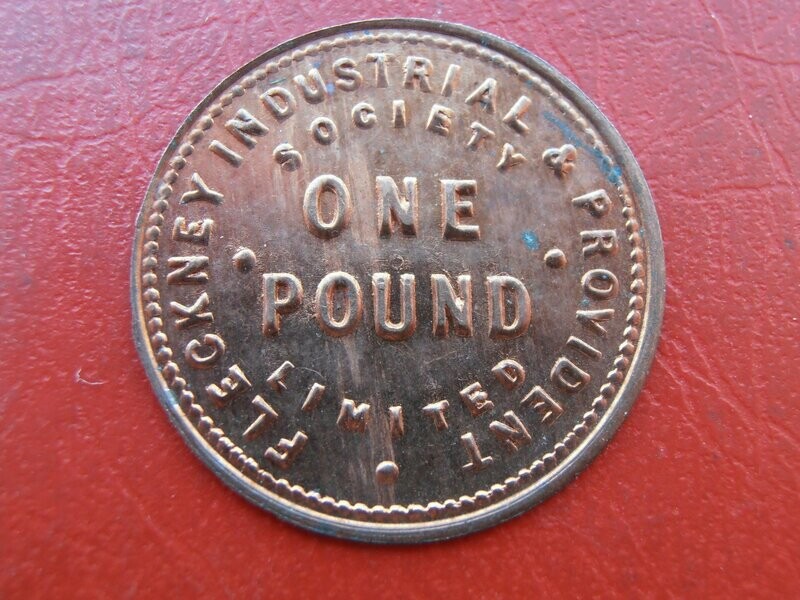 FLECKNEY INDUSTRIAL & PROVIDENT
SOCIETY
ONE
POUND
LIMITED